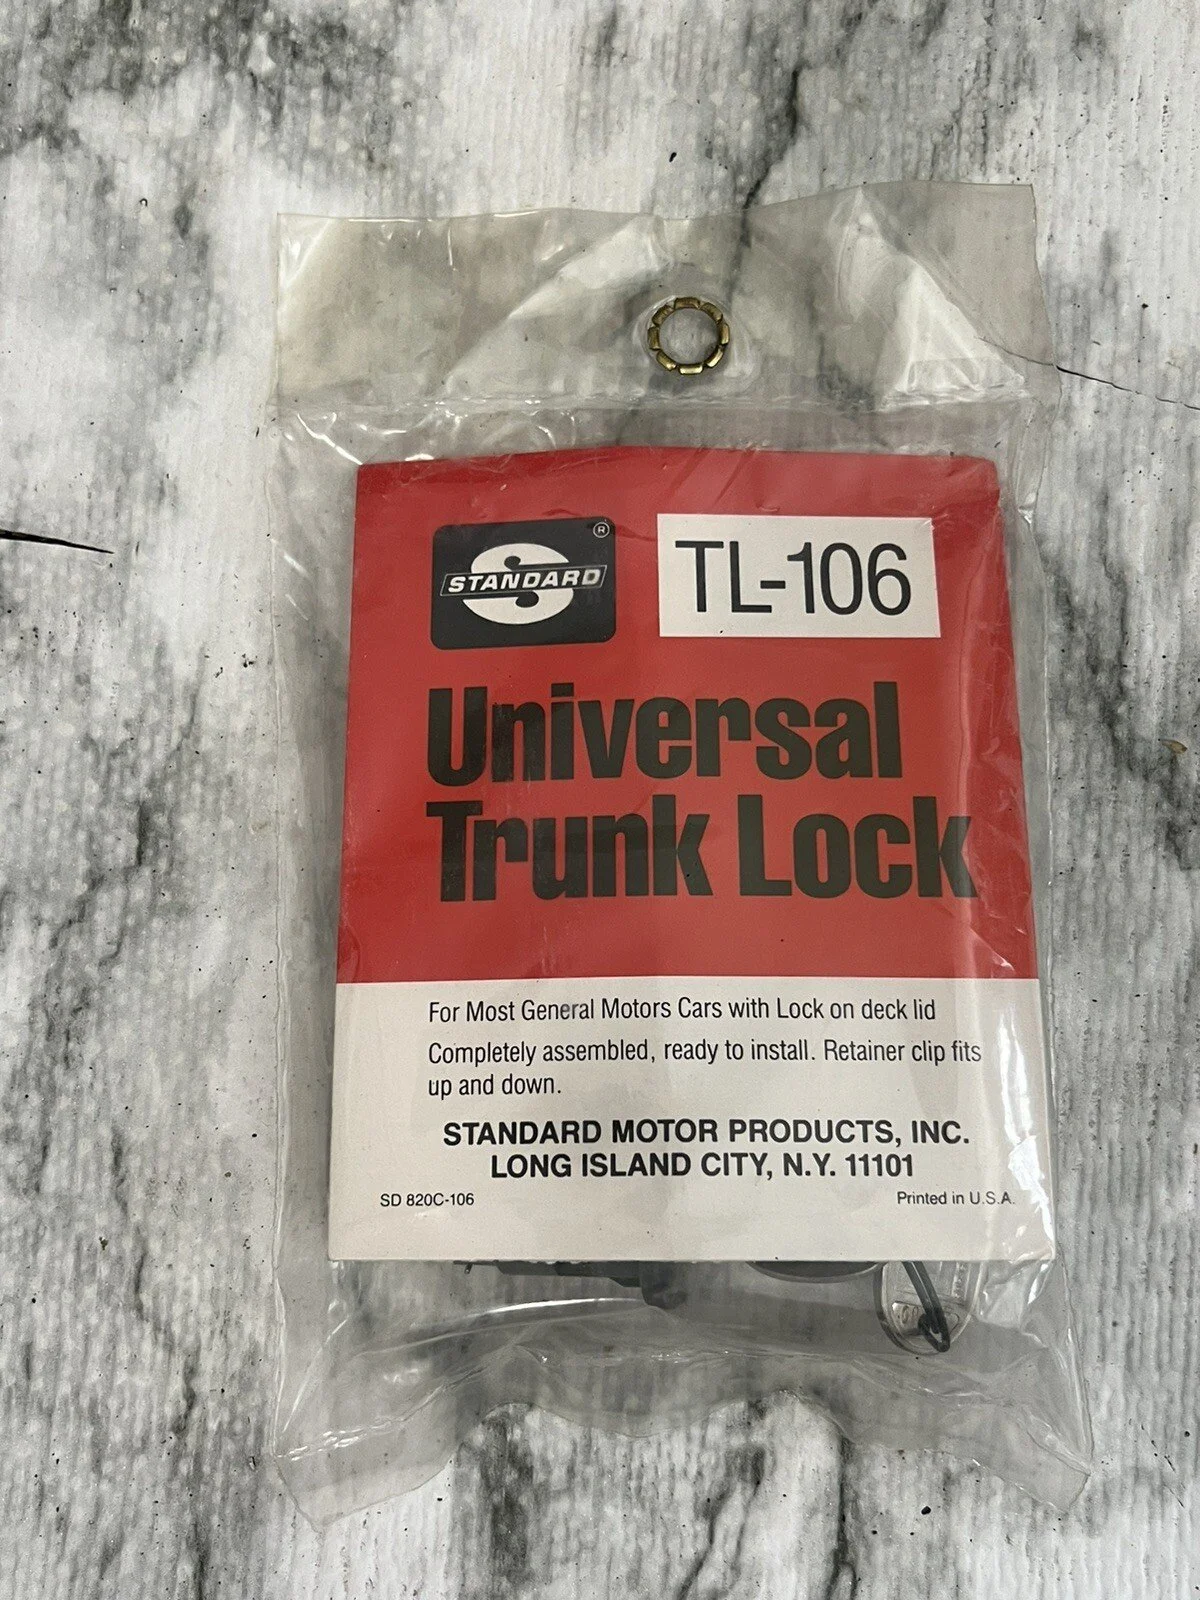 STANDARD ®
TL-106
Universal
Trunk Lock
For Most General Motors Cars with Lock on deck lid
Completely assembled, ready to install. Retainer clip fits
up and down.
STANDARD MOTOR PRODUCTS, INC.
LONG ISLAND CITY, N.Y. 11101
SD 820C-106
Printed in U.S.A.